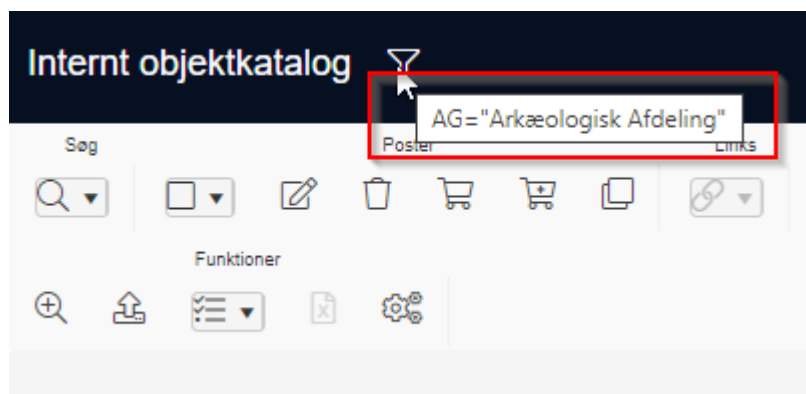 Internt objektkatalog
AG="Arkæologisk Afdeling"
Søg
Poster
Links
Funktioner